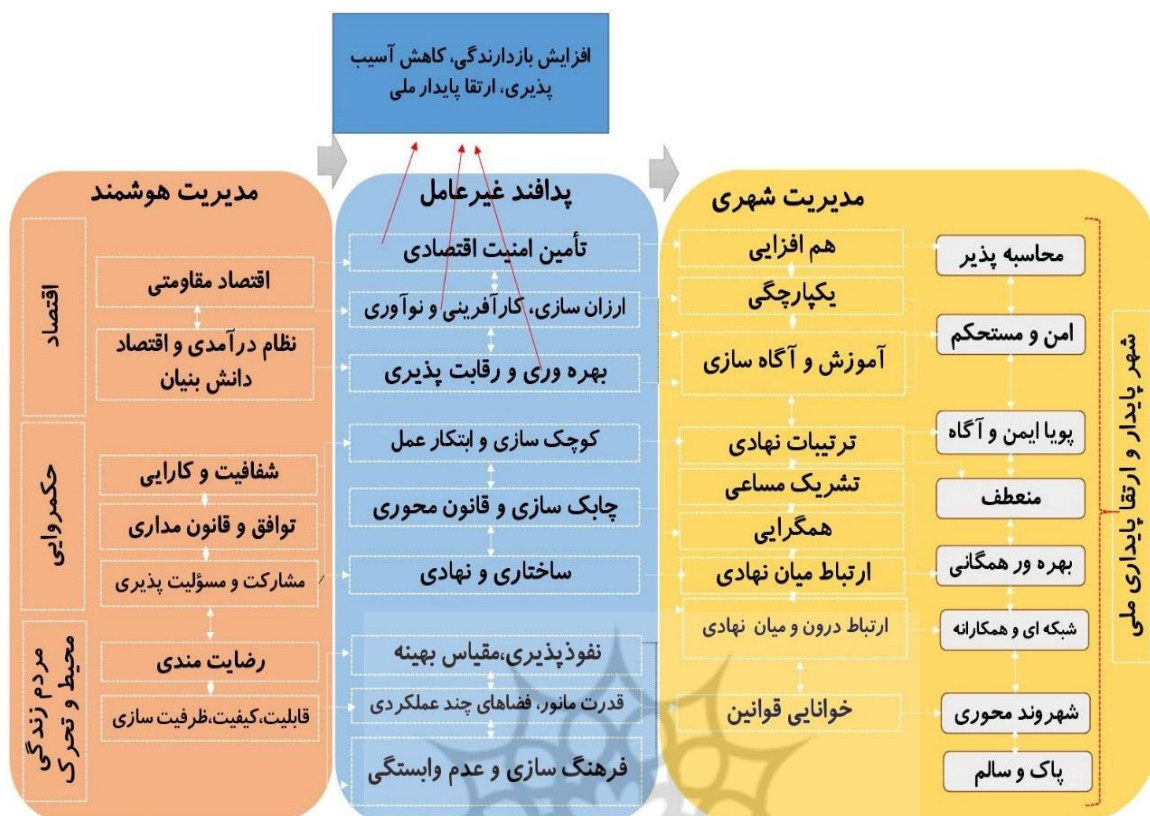 افزایش بازدارندگی، کاهش آسیب
پذیری، ارتقا پایدار ملی
مدیریت هوشمند
اقتصاد
اقتصاد مقاومتی
نظام درآمدی و اقتصاد
دانش بنیان
حکمروایی
شفافیت و کارایی
توافق و قانون مداری
مشارکت و مسؤلیت پذیری
مردم زندگی
محیط و تحرک
رضایت مندی
قابلیت،کیفیت،ظرفیت سازی
پدافند غیرعامل
تأمین امنیت اقتصادی
ارزان سازی، کارآفرینی و نوآوری
بهره وری و رقابت پذیری
کوچک سازی و ابتکار عمل
چابک سازی و قانون محوری
ساختاری و نهادی
نفوذپذیری،مقیاس بهینه
قدرت مانور، فضاهای چند عملکردی
فرهنگ سازی و عدم وابستگی
مدیریت شهری
هم افزایی
یکپارچگی
آموزش و آگاه سازی
ترتیبات نهادی
تشریک مساعی
همگرایی
ارتباط میان نهادی
ارتباط درون و میان نهادی
خوانایی قوانین
محاسبه پذیر
امن و مستحکم
پویا ایمن و آگاه
منعطف
بهره ور همگانی
شبکه ای و همکارانه
شهروند محوری
پاک و سالم
شهر پایدار و ارتقا پایداری ملی